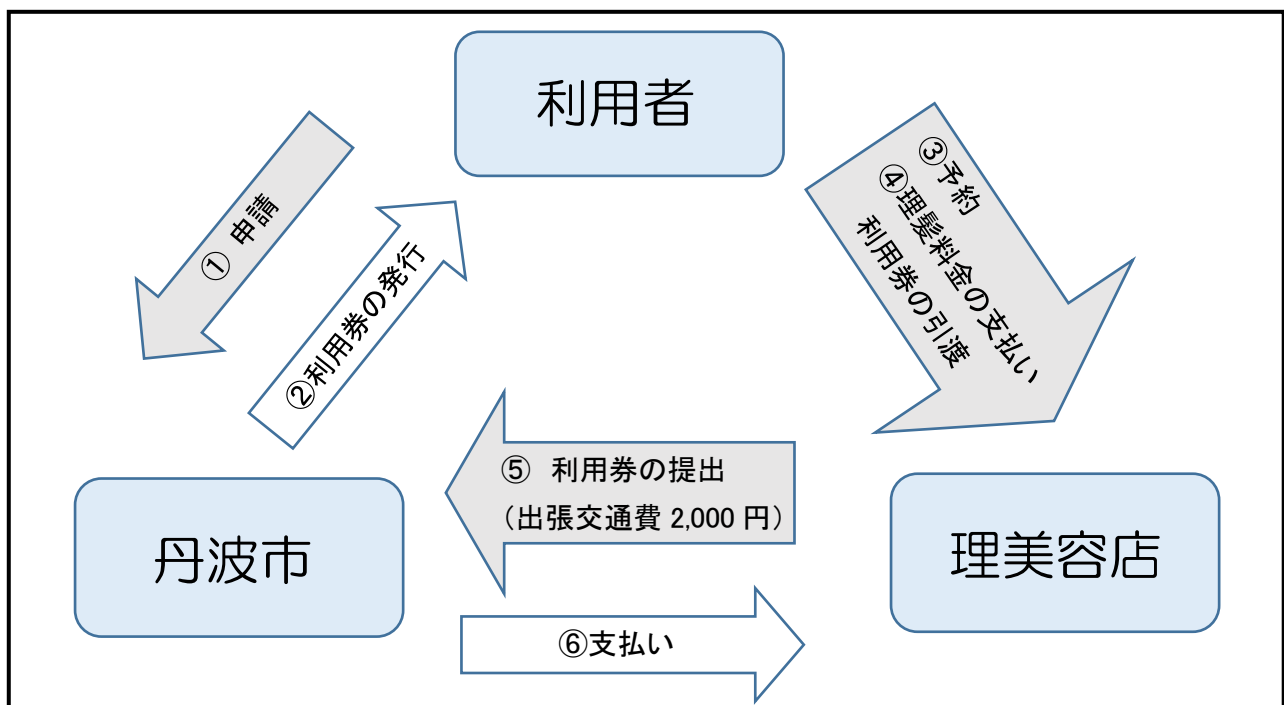 利用者
① 申請
②利用券の発行
③予約
④理髪料金の支払い
利用券の引渡
⑤ 利用券の提出
（出張交通費 2,000 円）
丹波市
理美容店
⑥支払い